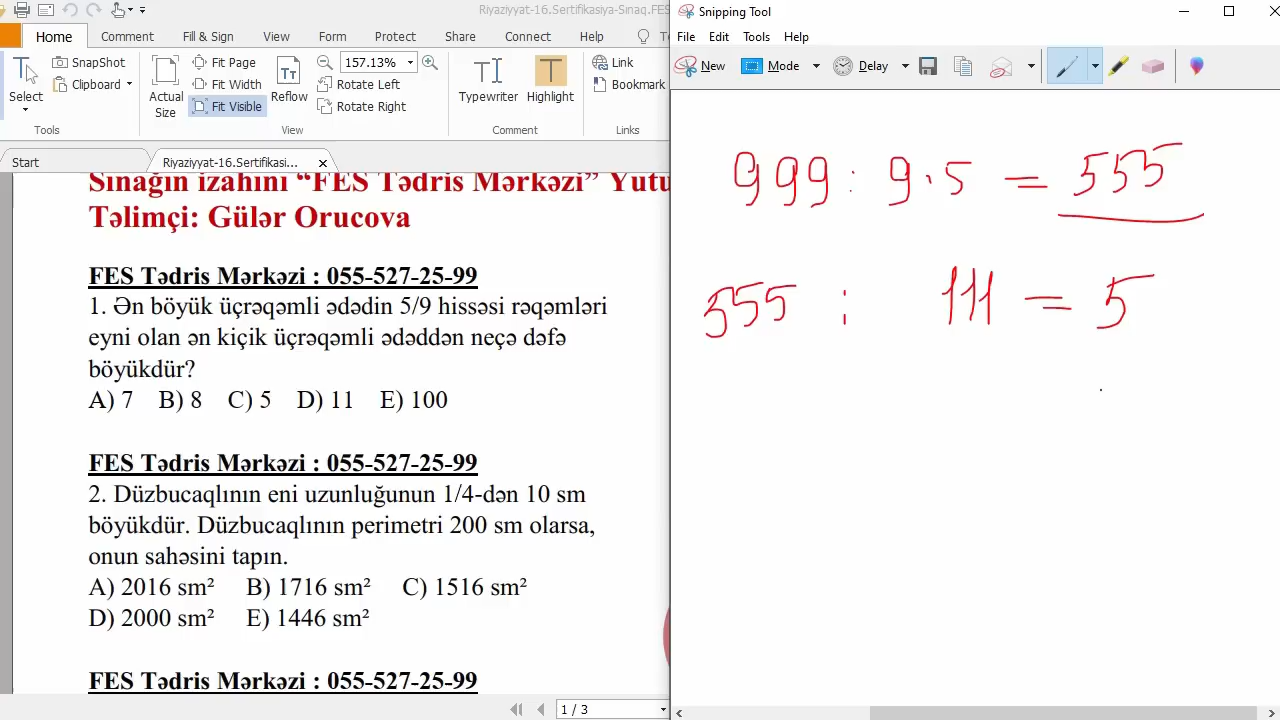 Riyaziyyat-16.Sertifikasiya-Sınaq.FES
Home Comment Fill & Sign View Form Protect Share Connect Help
Select
SnapShot
Clipboard
Tools
Actual Size
Fit Page
Fit Width
Fit Visible
Reflow
157.13%
Rotate Left
Rotate Right
View
Typewriter
Highlight
Comment
Link
Bookmark
Links
Start
Riyaziyyat-16.Sertifikasi...
Sınağın izahını “FES Tədris Mərkəzi” Yutu
Təlimçi: Gülər Orucova
FES Tədris Mərkəzi : 055-527-25-99
1. Ən böyük üçrəqəmli ədədin 5/9 hissəsi rəqəmləri
eyni olan ən kiçik üçrəqəmli ədəddən neçə dəfə
böyükdür?
A) 7 B) 8 C) 5 D) 11 E) 100
FES Tədris Mərkəzi : 055-527-25-99
2. Düzbucaqlının eni uzunluğunun 1/4-dən 10 sm
böyükdür. Düzbucaqlının perimetri 200 sm olarsa,
onun sahəsini tapın.
A) 2016 sm² B) 1716 sm² C) 1516 sm²
D) 2000 sm² E) 1446 sm²
FES Tədris Mərkəzi : 055-527-25-99
1 / 3
Snipping Tool
File Edit Tools Help
New Mode Delay
999 : 9 · 5 = 555
555 : 111 = 5